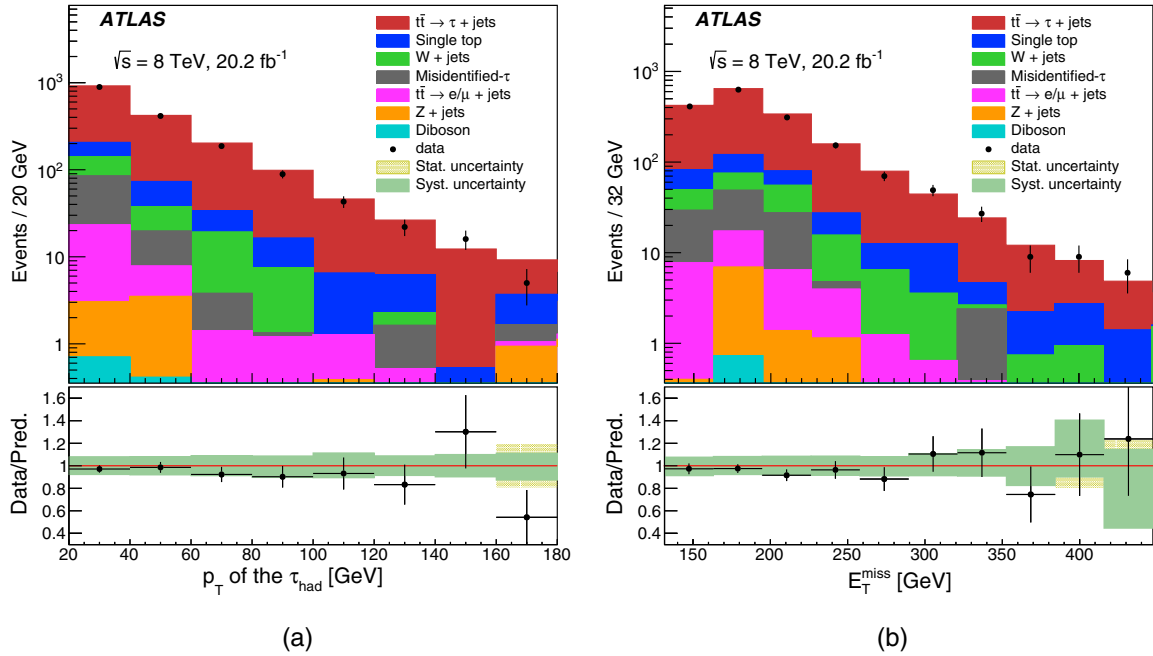 ATLAS
√s = 8 TeV, 20.2 fb⁻¹
tt̄ → τ + jets
Single top
W + jets
Misidentified-τ
tt̄ → e/μ + jets
Z + jets
Diboson
data
Stat. uncertainty
Syst. uncertainty
Events / 20 GeV
10³
10²
10
1
Data/Pred.
1.6
1.4
1.2
1
0.8
0.6
0.4
20 40 60 80 100 120 140 160 180
p_T of the τ_had [GeV]
(a)
ATLAS
√s = 8 TeV, 20.2 fb⁻¹
tt̄ → τ + jets
Single top
W + jets
Misidentified-τ
tt̄ → e/μ + jets
Z + jets
Diboson
data
Stat. uncertainty
Syst. uncertainty
Events / 32 GeV
10³
10²
10
1
Data/Pred.
1.6
1.4
1.2
1
0.8
0.6
0.4
150 200 250 300 350 400
E_T^miss [GeV]
(b)